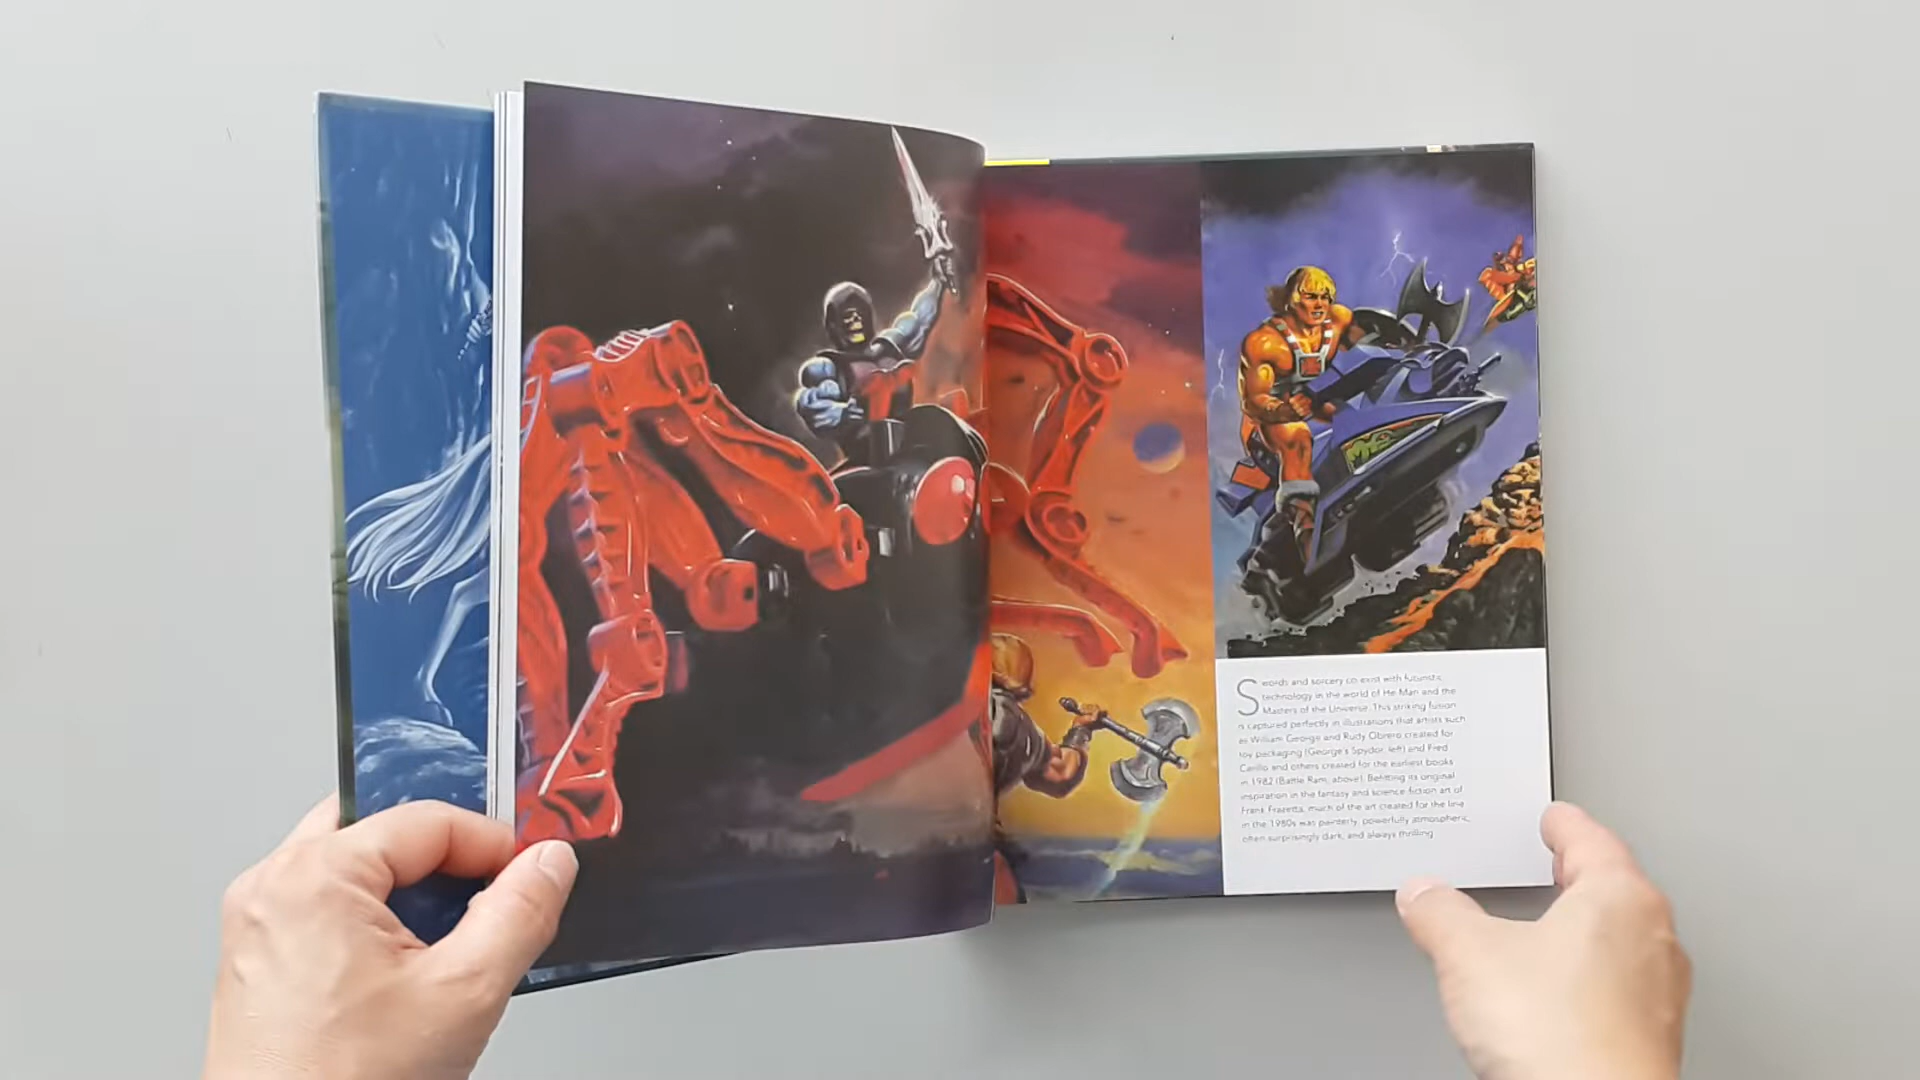 Swords and sorcery co-exist with futuristic
technology in the world of He-Man and the
Masters of the Universe. This striking fusion
is captured perfectly in illustrations that artists such
as William George and Rudy Obrero created for
toy packaging (George's Spydor, left) and Fred
Carillo and others created for the earliest books
in 1982 (Battle Ram, above). Befitting its original
inspiration in the fantasy and science fiction art of
Frank Frazetta, much of the art created for the line
in the 1980s was painterly, powerfully atmospheric,
often surprisingly dark, and always thrilling.